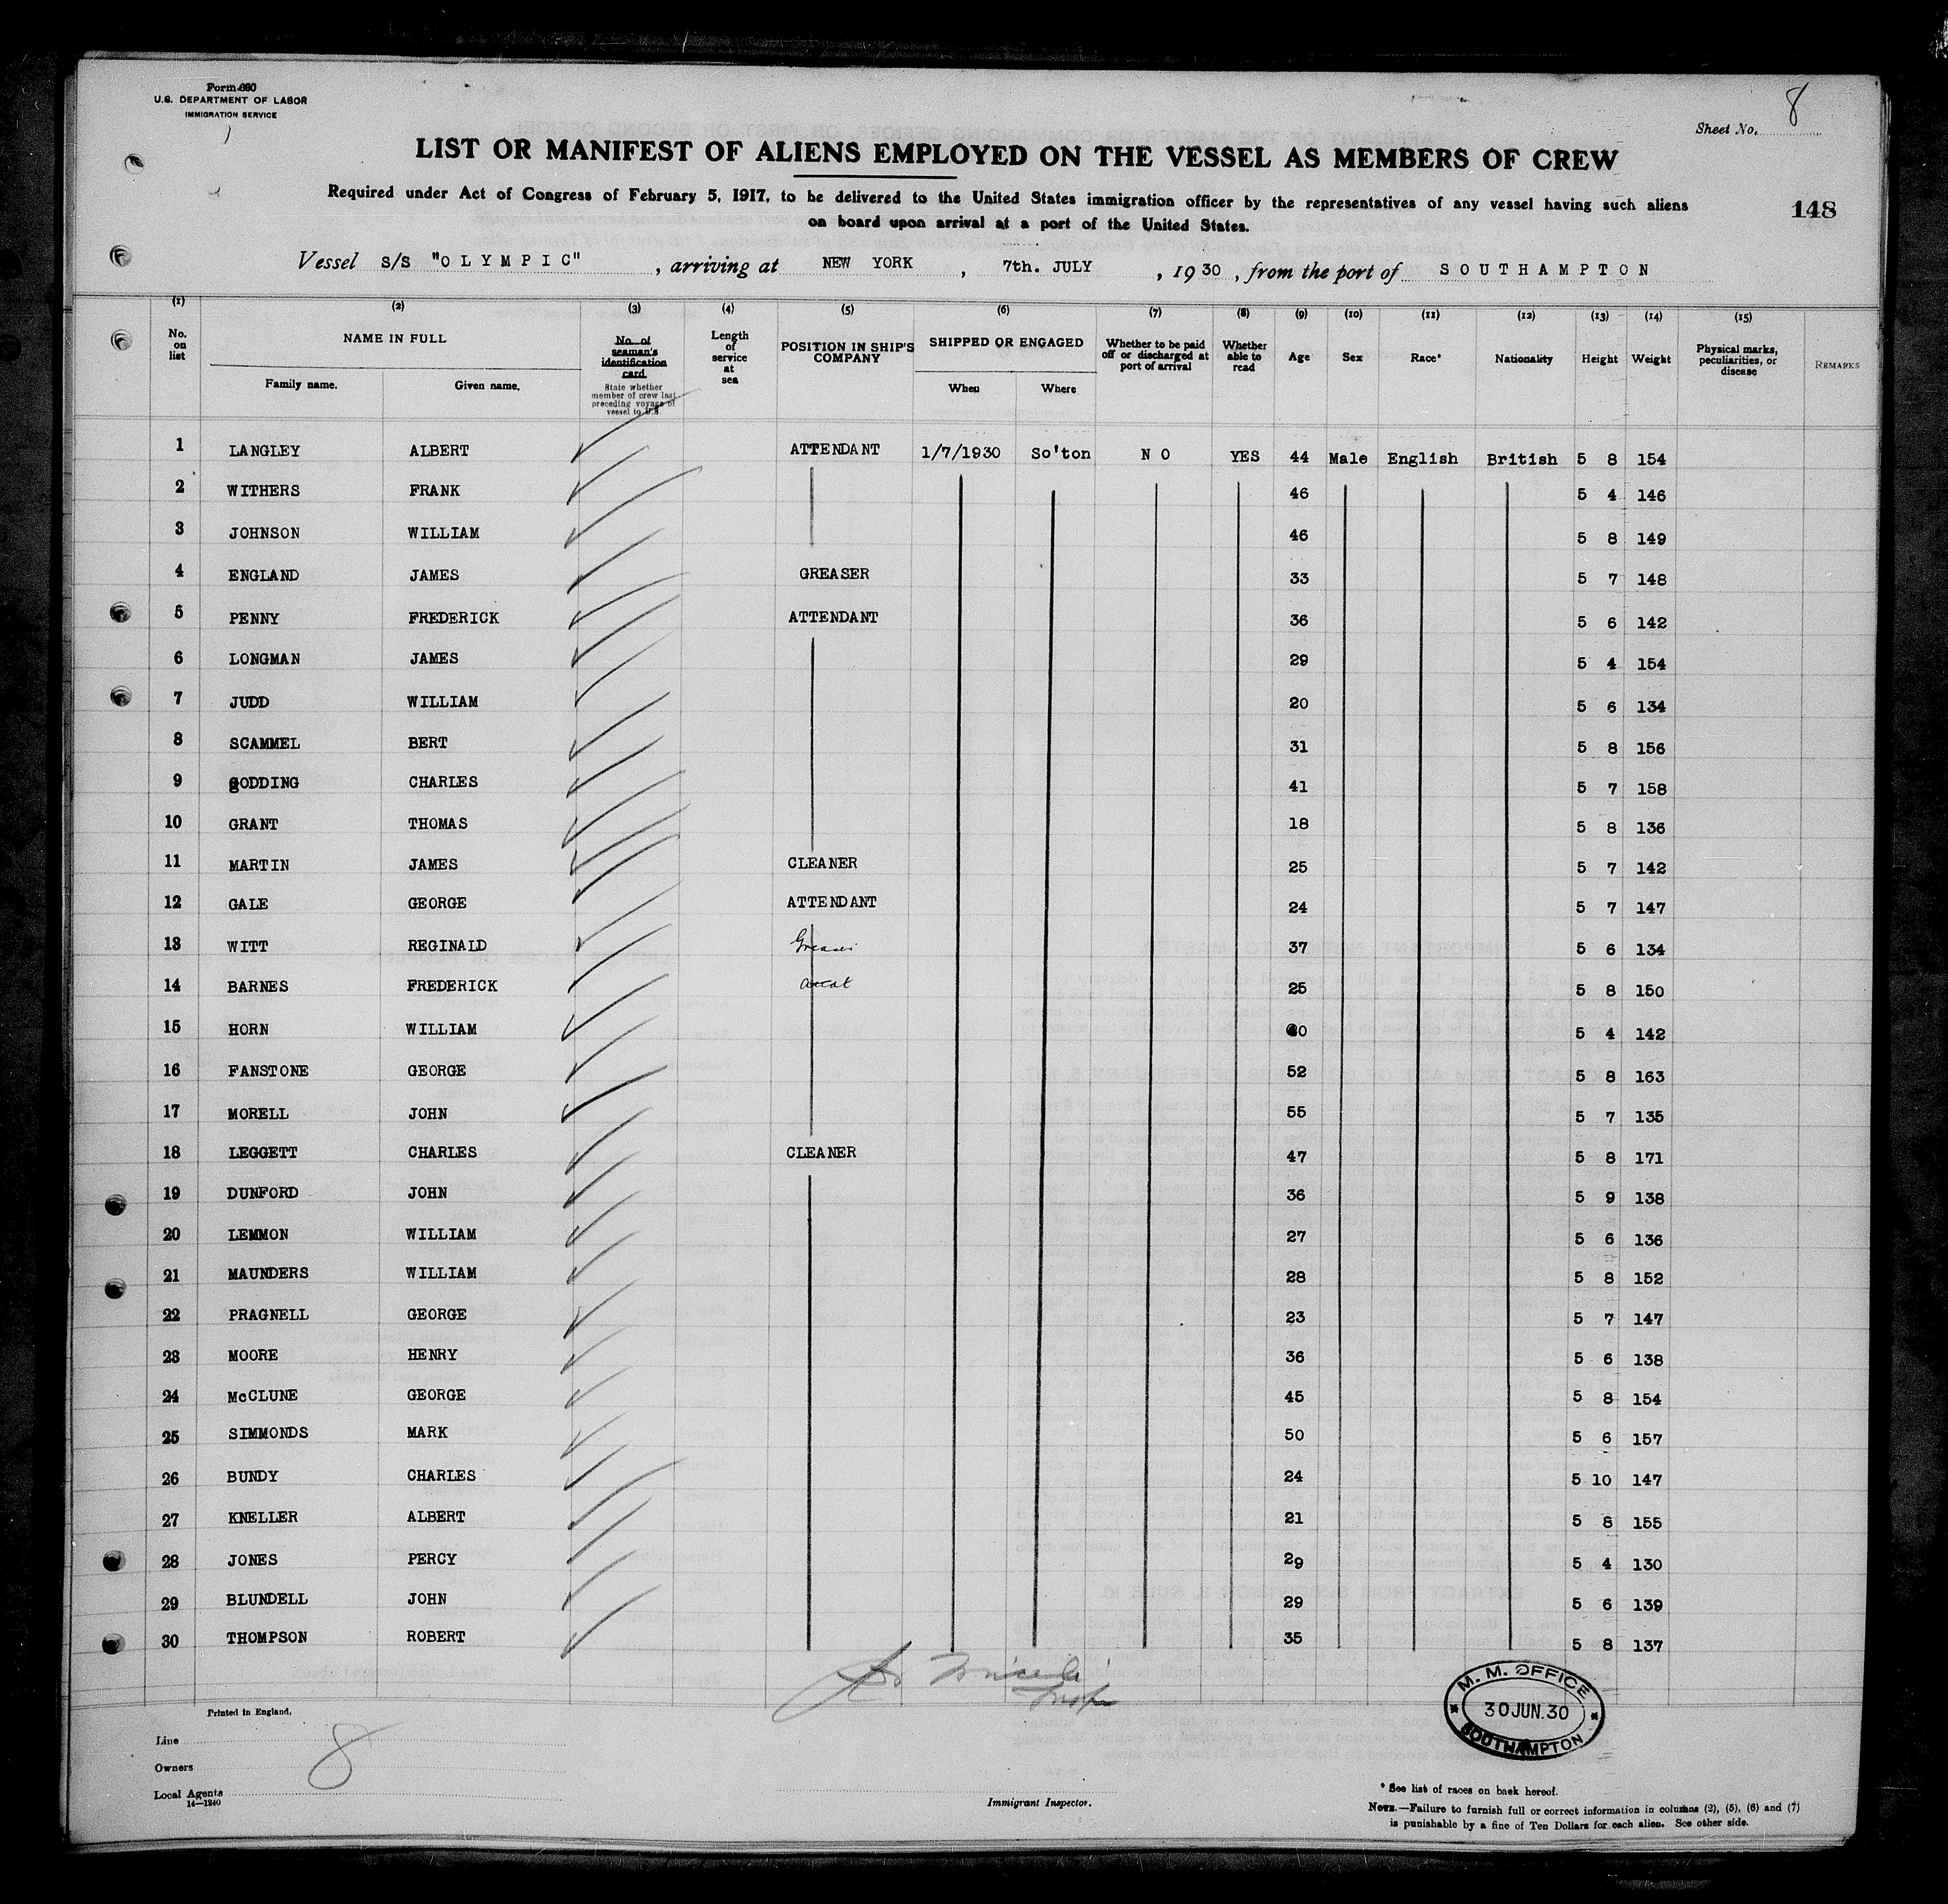 Form 680
U.S. DEPARTMENT OF LABOR
IMMIGRATION SERVICE
8
Sheet No.
LIST OR MANIFEST OF ALIENS EMPLOYED ON THE VESSEL AS MEMBERS OF CREW
Required under Act of Congress of February 5, 1917, to be delivered to the United States immigration officer by the representatives of any vessel having such aliens
on board upon arrival at a port of the United States.
148
Vessel S/S "OLYMPIC", arriving at NEW YORK, 7th. JULY, 1930, from the port of SOUTHAMPTON
(1) (2) (3) (4) (5) (6) (7) (8) (9) (10) (11) (12) (13) (14) (15)
No. on list NAME IN FULL Family name. Given name. No. of seaman's identification card State whether member of crew last preceding voyage of vessel to U.S. Length of service at sea POSITION IN SHIP'S COMPANY SHIPPED OR ENGAGED When Where Whether to be paid off or discharged at port of arrival Whether able to read Age Sex Race* Nationality Height Weight Physical marks, peculiarities, or disease REMARKS
1 LANGLEY ALBERT ATTENDANT 1/7/1930 So'ton NO YES 44 Male English British 5 8 154
2 WITHERS FRANK 46 5 4 146
3 JOHNSON WILLIAM 46 5 8 149
4 ENGLAND JAMES GREASER 33 5 7 148
5 PENNY FREDERICK ATTENDANT 36 5 6 142
6 LONGMAN JAMES 29 5 4 154
7 JUDD WILLIAM 20 5 6 134
8 SCAMMEL BERT 31 5 8 156
9 GODDING CHARLES 41 5 7 158
10 GRANT THOMAS 18 5 8 136
11 MARTIN JAMES CLEANER 25 5 7 142
12 GALE GEORGE ATTENDANT 24 5 7 147
13 WITT REGINALD Greaser 37 5 6 134
14 BARNES FREDERICK 25 5 8 150
15 HORN WILLIAM 5 4 142
16 FANSTONE GEORGE 52 5 8 163
17 MORELL JOHN 55 5 7 135
18 LEGGETT CHARLES CLEANER 47 5 8 171
19 DUNFORD JOHN 36 5 9 138
20 LEMMON WILLIAM 27 5 6 136
21 MAUNDERS WILLIAM 28 5 8 152
22 PRAGNELL GEORGE 23 5 7 147
23 MOORE HENRY 36 5 6 138
24 McCLUNE GEORGE 45 5 8 154
25 SIMMONDS MARK 50 5 6 157
26 BUNDY CHARLES 24 5 10 147
27 KNELLER ALBERT 21 5 8 155
28 JONES PERCY 29 5 4 130
29 BLUNDELL JOHN 29 5 6 139
30 THOMPSON ROBERT 35 5 8 137
M. M. OFFICE
30 JUN. 30
SOUTHAMPTON
Printed in England.
Line
Owners
8
Local Agents
14—1240
Immigrant Inspector.
* See list of races on back hereof.
NOTE.—Failure to furnish full or correct information in columns (2), (5), (6) and (7)
is punishable by a fine of Ten Dollars for each alien. See other side.